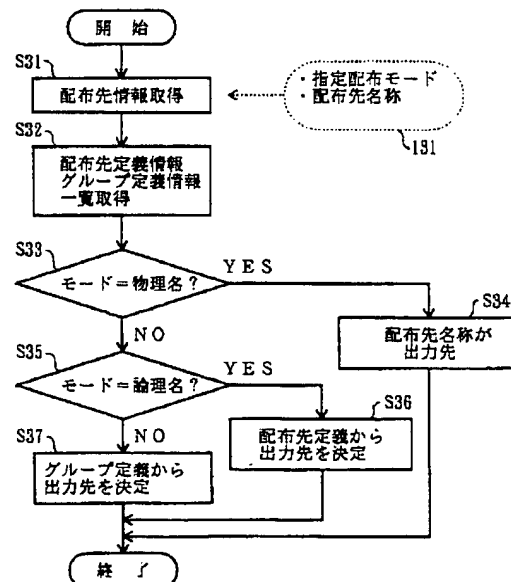 開 始
S31
配布先情報取得
・指定配布モード
・配布先名称
131
S32
配布先定義情報
グループ定義情報
一覧取得
S33
モード=物理名?
YES
NO
S34
配布先名称が
出力先
S35
モード=論理名?
YES
NO
S36
配布先定義から
出力先を決定
S37
グループ定義から
出力先を決定
終 了